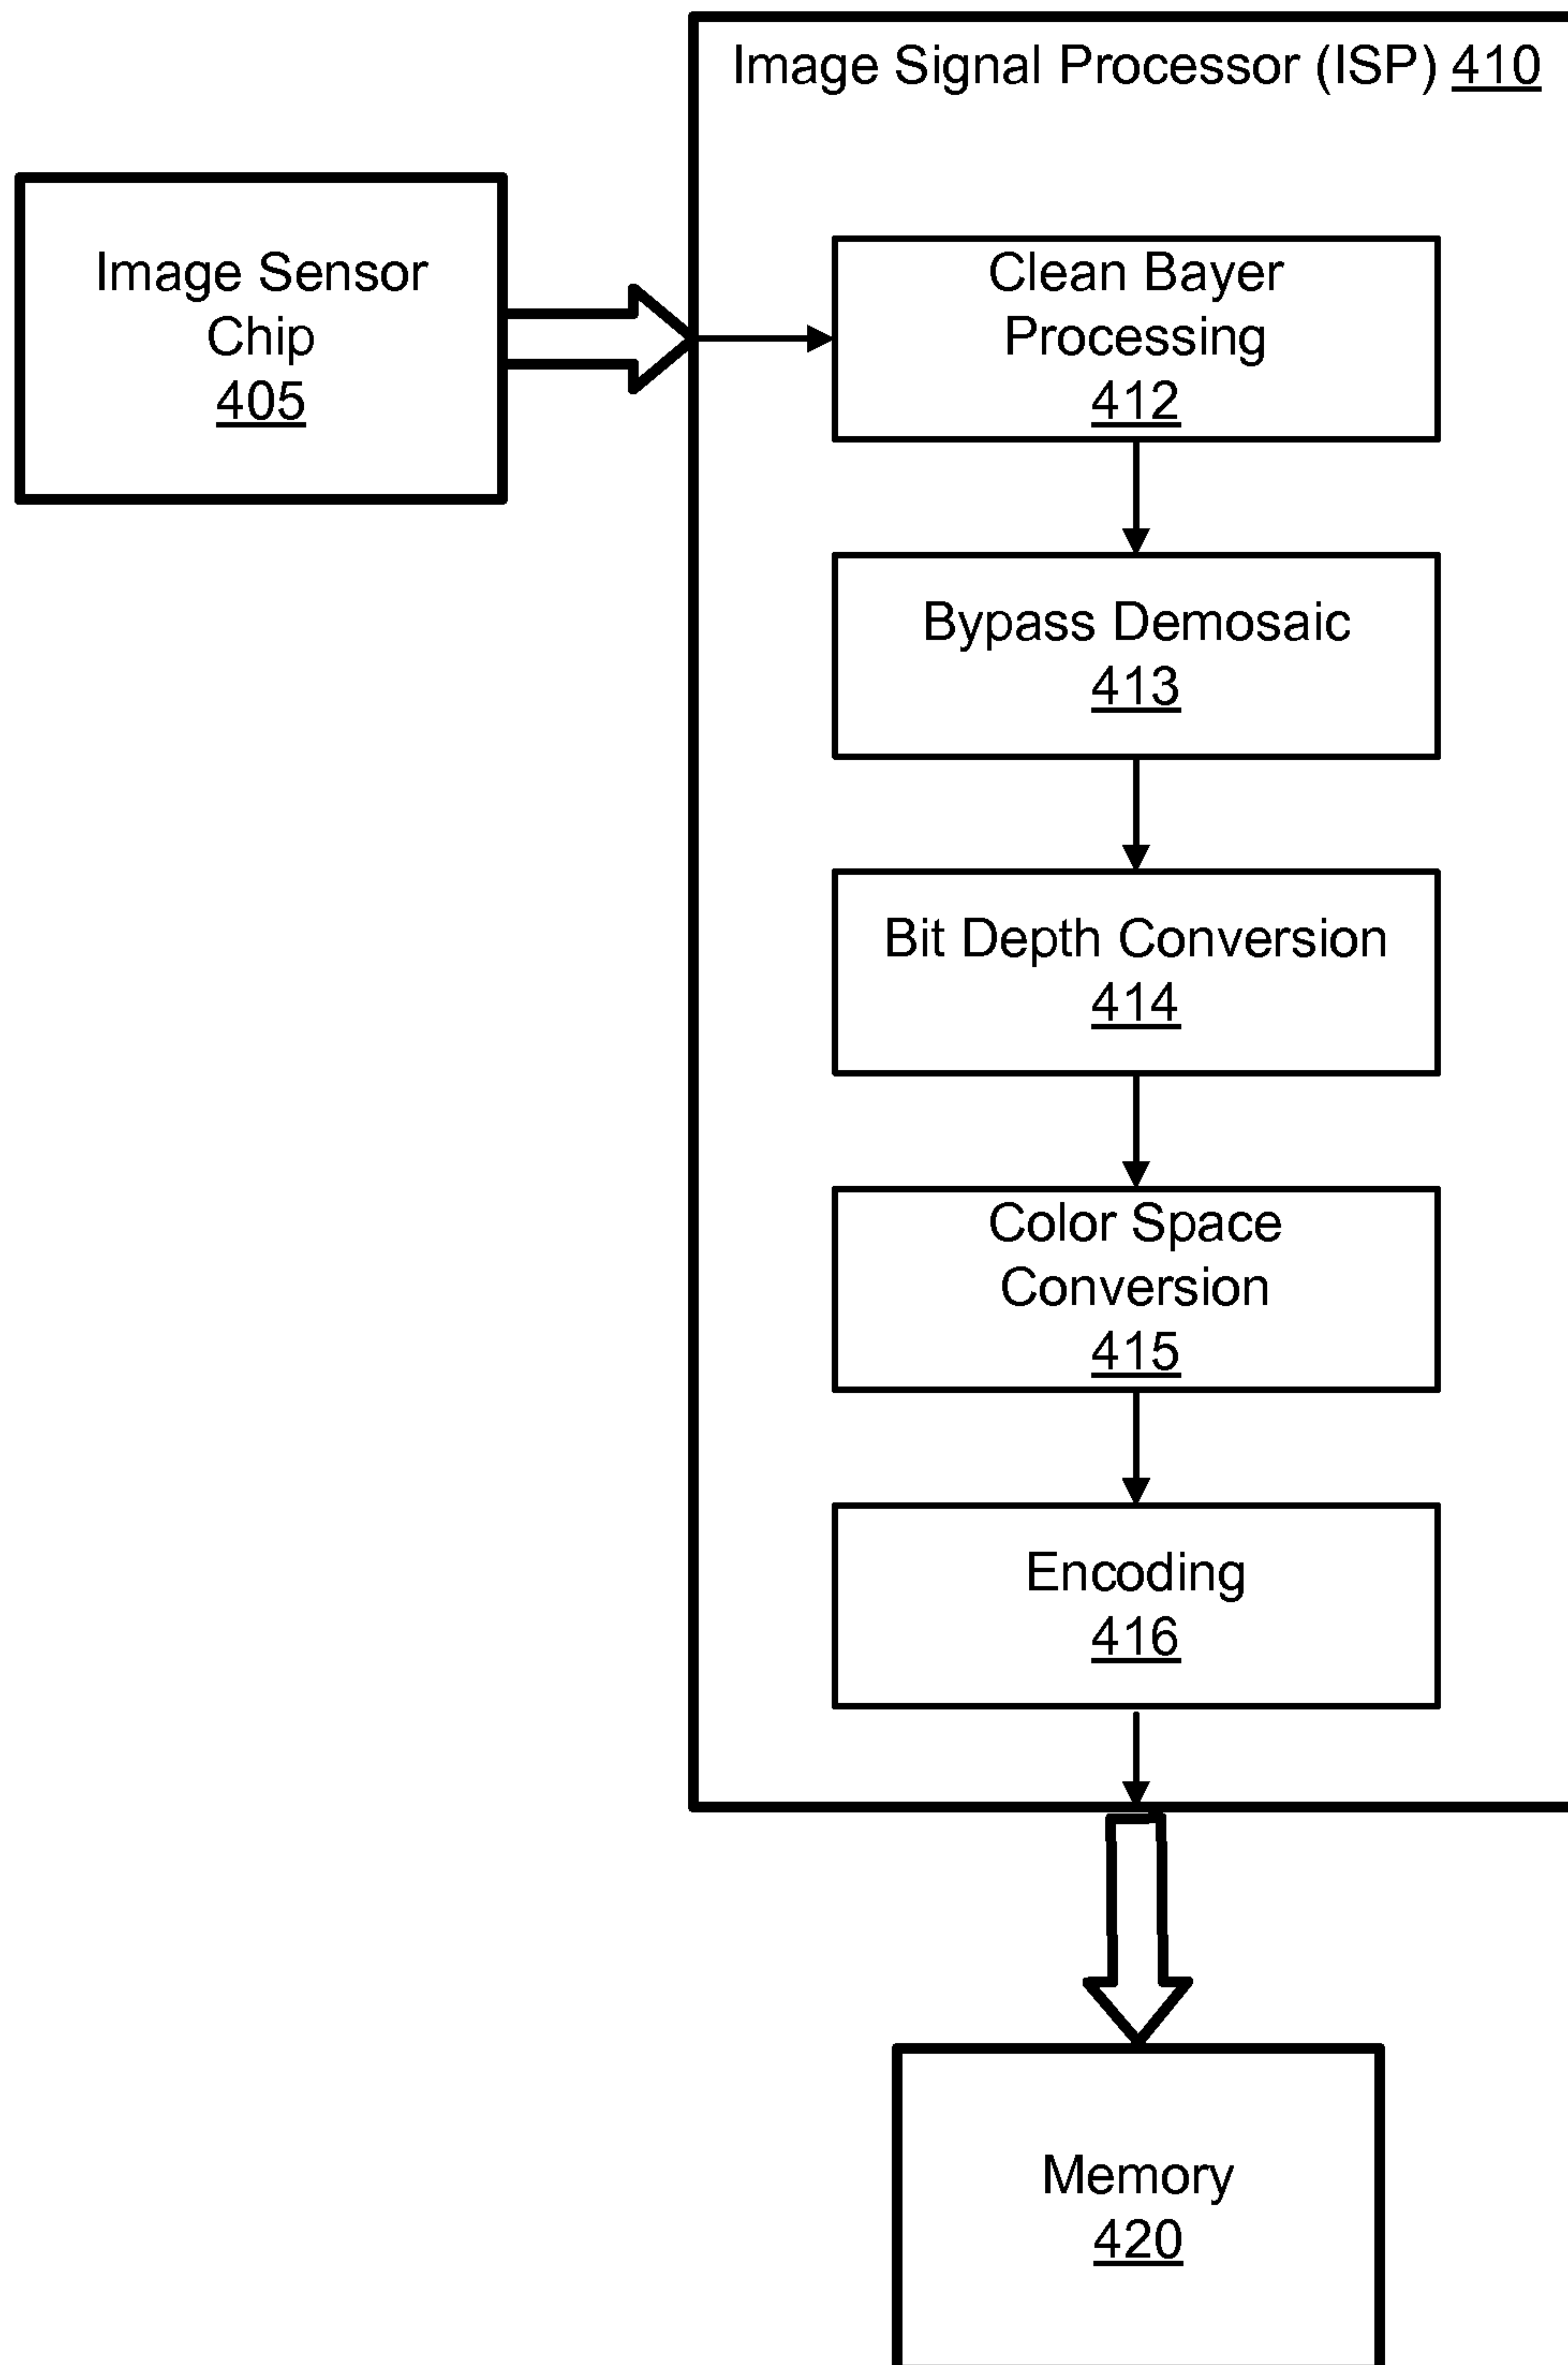 Image Signal Processor (ISP) 410
Image Sensor
Chip
405
Clean Bayer
Processing
412
Bypass Demosaic
413
Bit Depth Conversion
414
Color Space
Conversion
415
Encoding
416
Memory
420